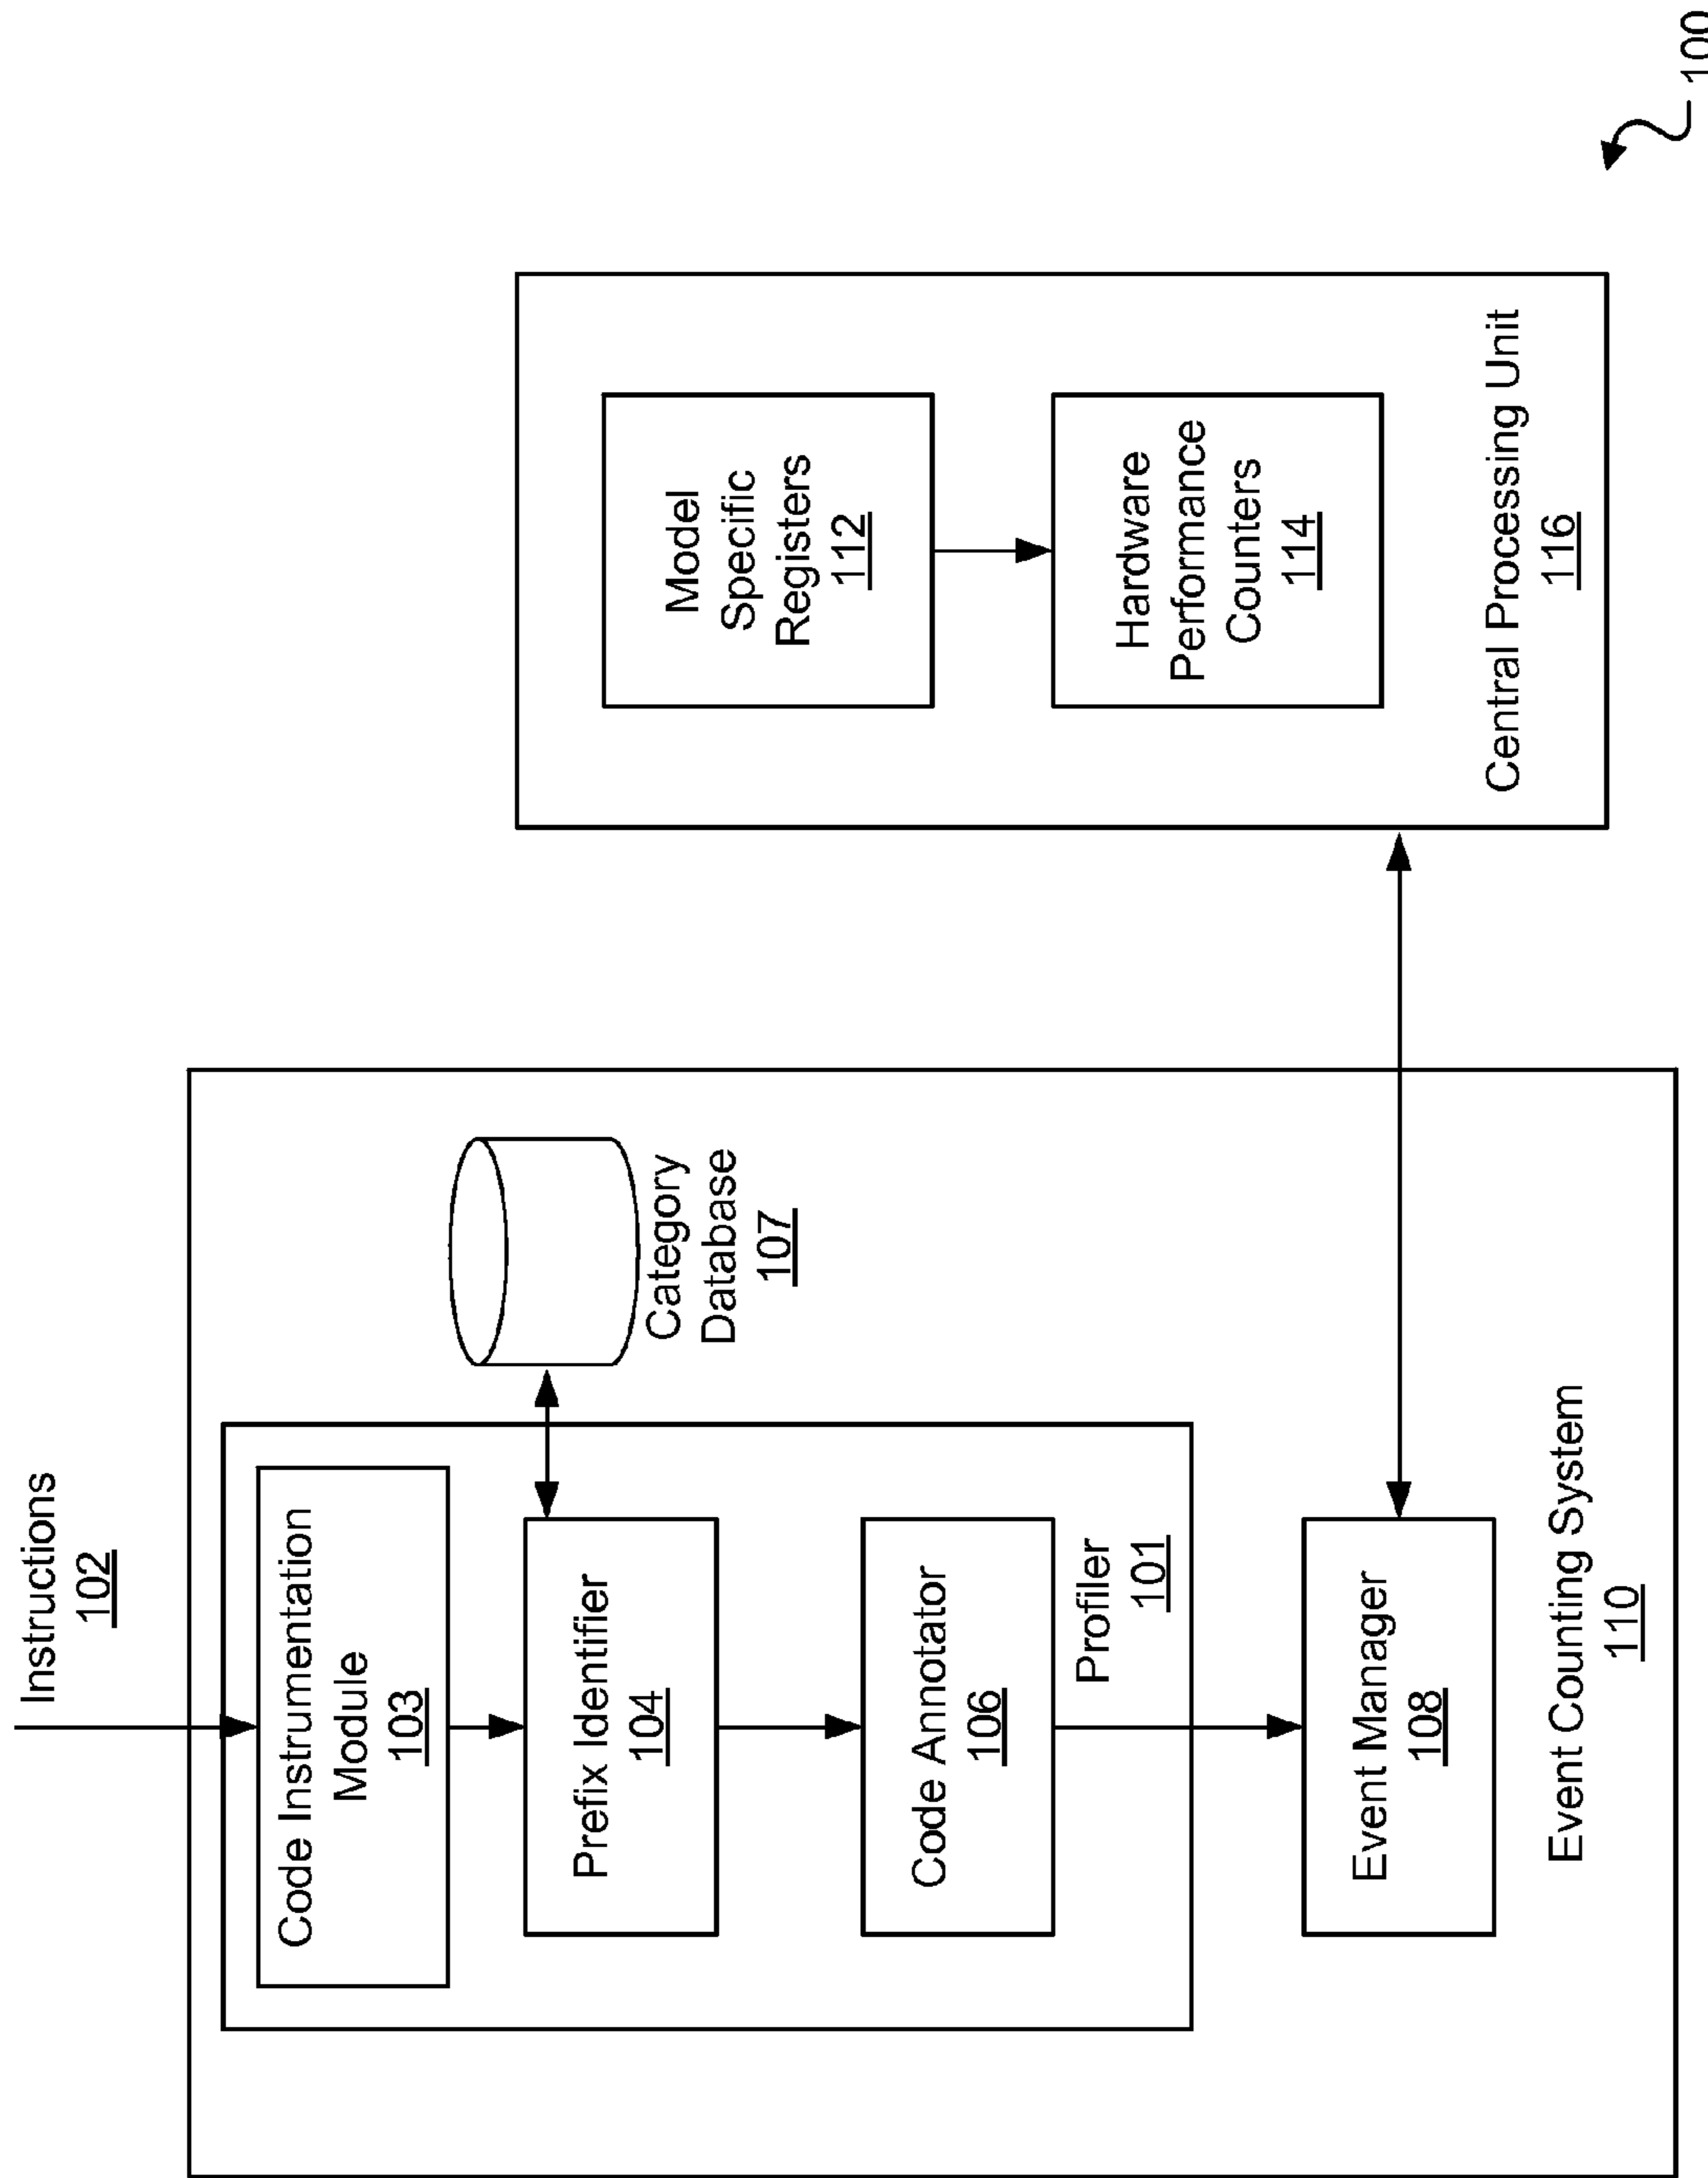 Instructions
102
Code Instrumentation
Module
103
Prefix Identifier
104
Category
Database
107
Code Annotator
106
Profiler
101
Event Manager
108
Event Counting System
110
Model
Specific
Registers
112
Hardware
Performance
Counters
114
Central Processing Unit
116
100